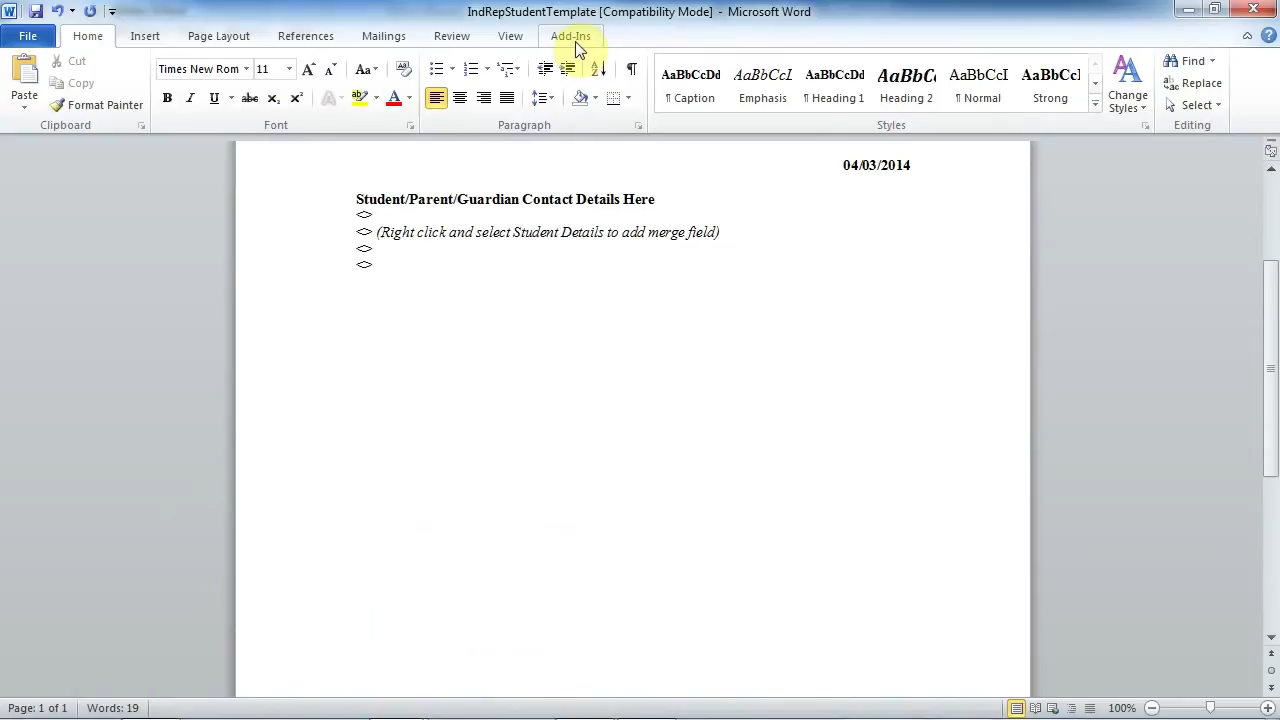 IndRepStudentTemplate [Compatibility Mode] - Microsoft Word
File Home Insert Page Layout References Mailings Review View Add-Ins
Cut
Copy
Format Painter
Paste
Clipboard
Times New Rom 11
Font
Paragraph
AaBbCcDd AaBbCcI AaBbCcDd AaBbC AaBbCcI AaBbCcI
¶ Caption Emphasis ¶ Heading 1 Heading 2 ¶ Normal Strong
Change Styles
Styles
Find
Replace
Select
Editing
04/03/2014
Student/Parent/Guardian Contact Details Here
<>
<> (Right click and select Student Details to add merge field)
<>
<>
Page: 1 of 1 Words: 19 100%